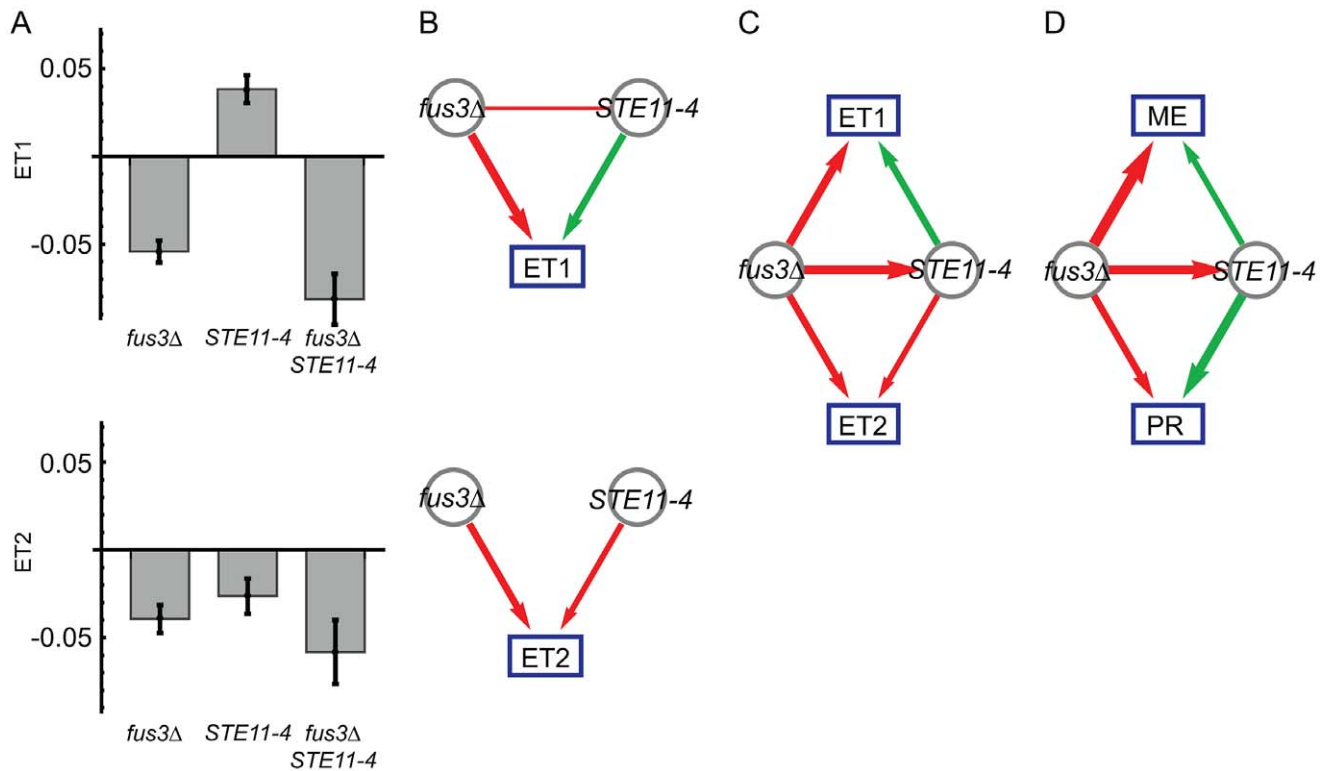 A
0.05
ET1
-0.05
fus3Δ
STE11-4
fus3Δ
STE11-4
0.05
ET2
-0.05
fus3Δ
STE11-4
fus3Δ
STE11-4
B
fus3Δ
STE11-4
ET1
fus3Δ
STE11-4
ET2
C
ET1
fus3Δ
STE11-4
ET2
D
ME
fus3Δ
STE11-4
PR